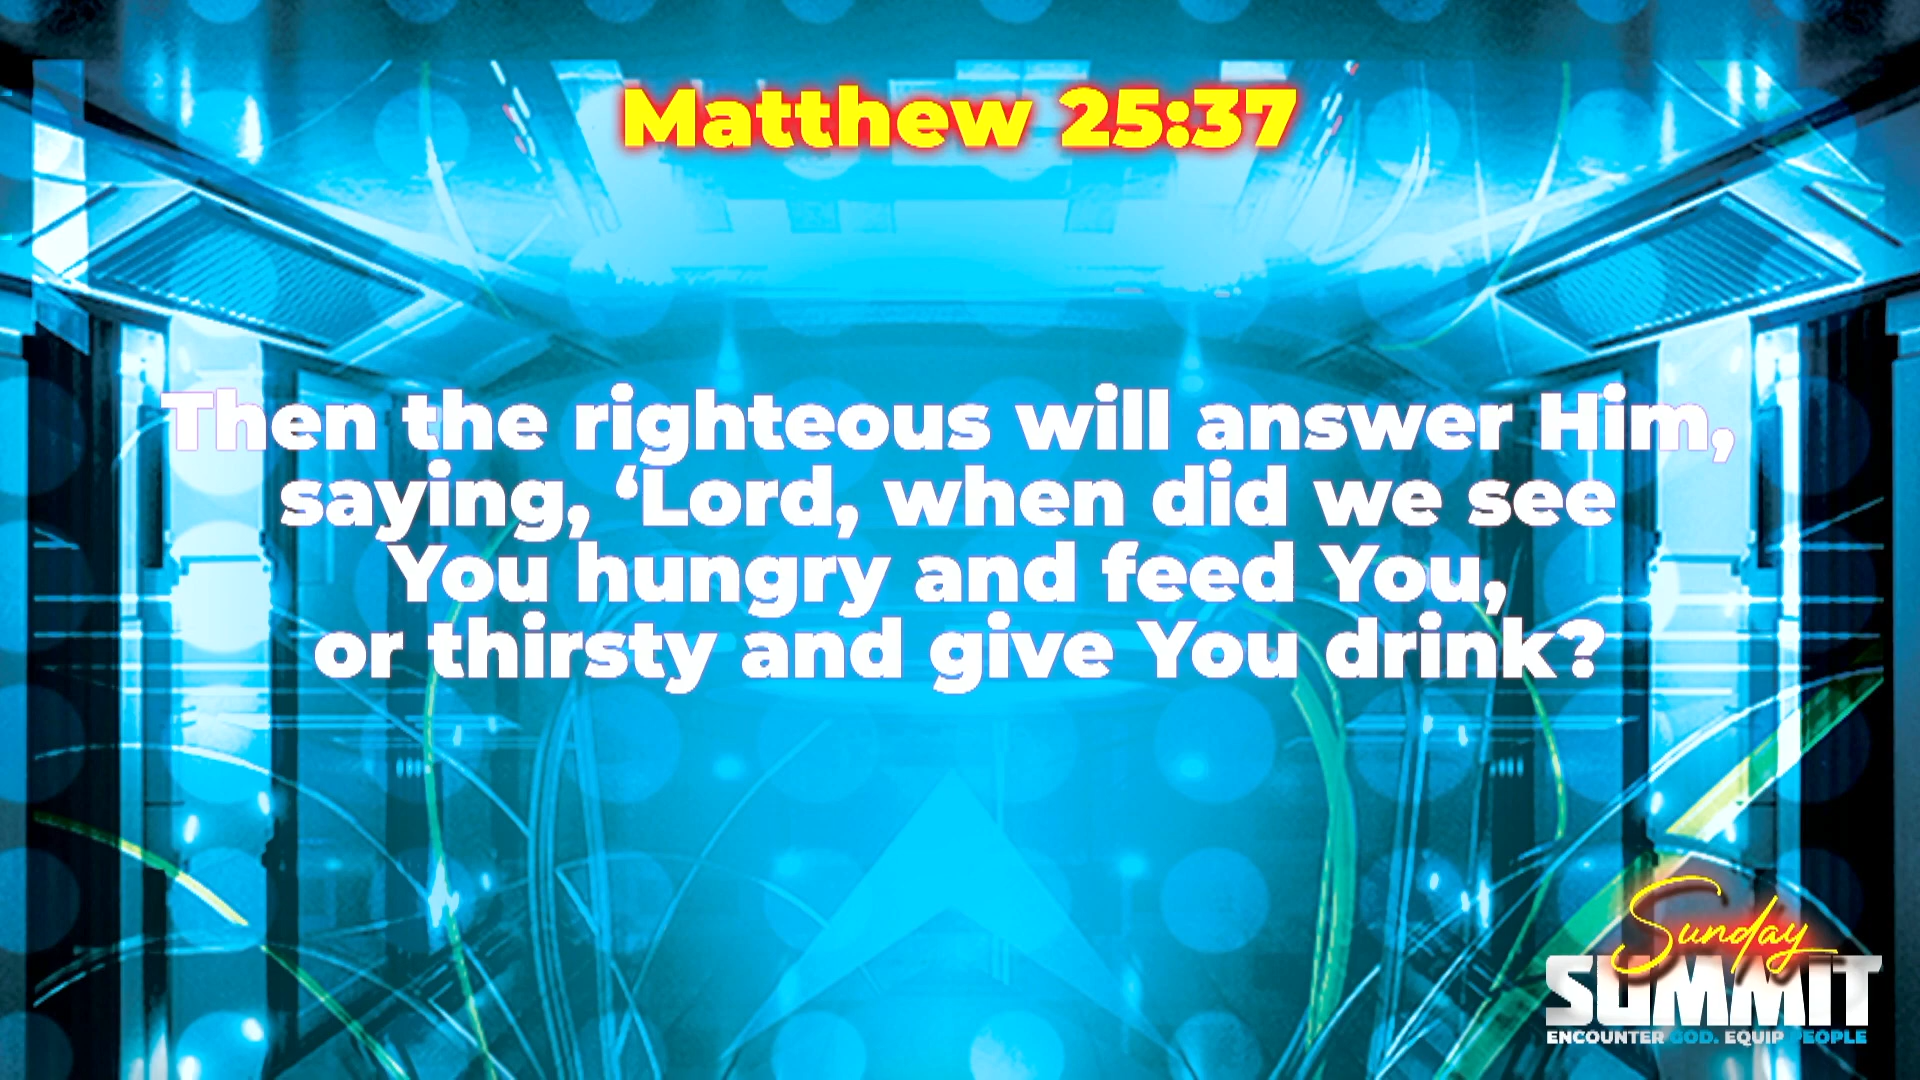 Matthew 25:37
Then the righteous will answer Him,
saying, ‘Lord, when did we see
You hungry and feed You,
or thirsty and give You drink?
Sunday
SUMMIT
ENCOUNTER GOD. EQUIP PEOPLE